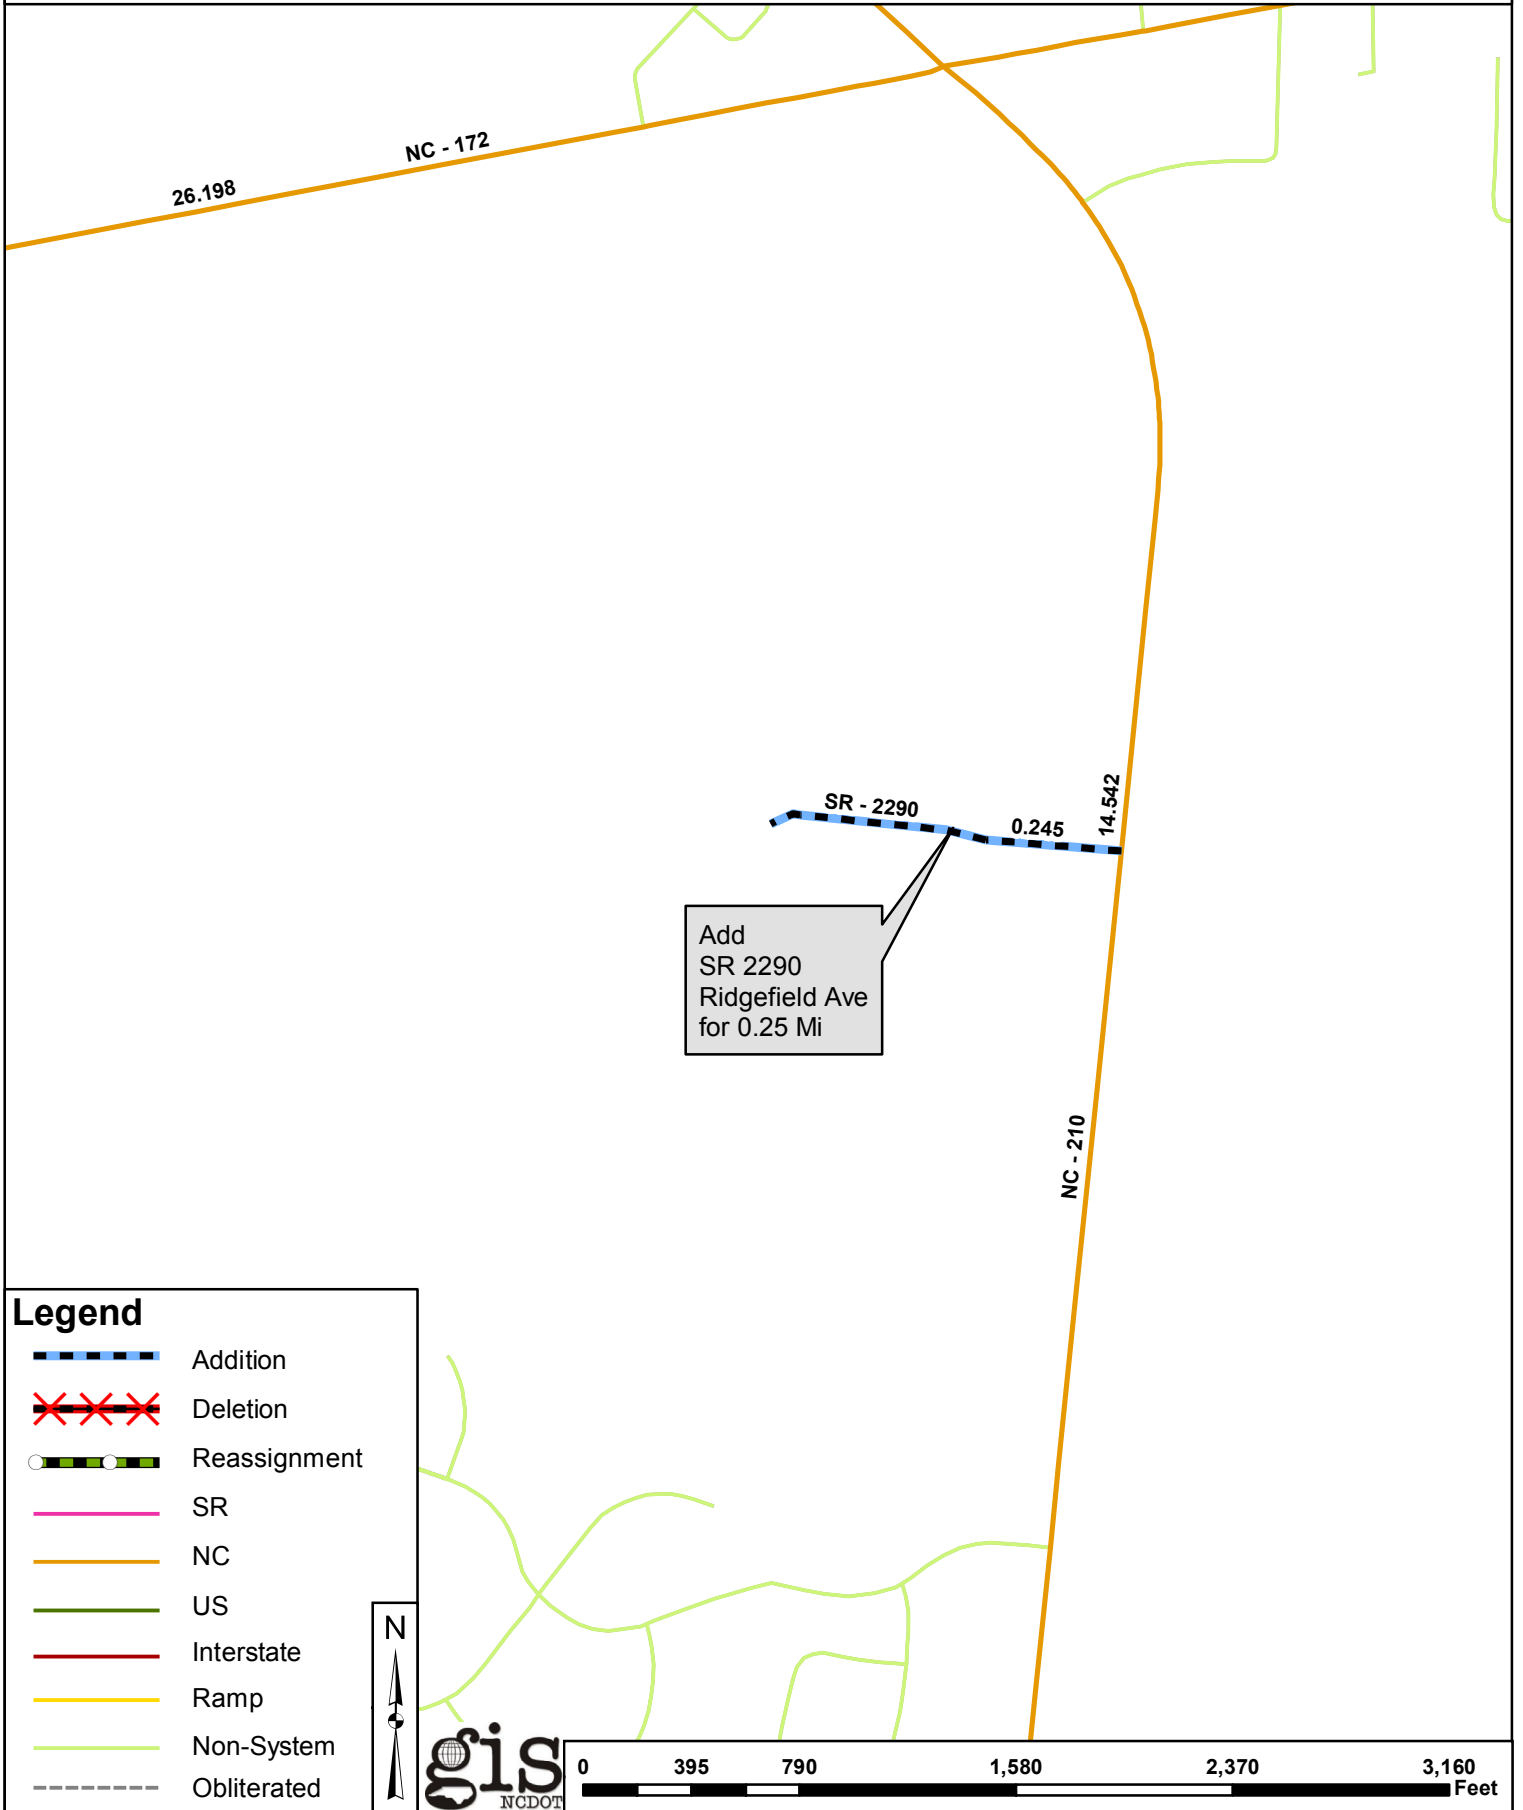 NC - 172
26.198
SR - 2290
0.245
14.542
Add
SR 2290
Ridgefield Ave
for 0.25 Mi
NC - 210
Legend
Addition
Deletion
Reassignment
SR
NC
US
Interstate
Ramp
Non-System
Obliterated
N
gis
NCDOT
0 395 790 1,580 2,370 3,160
Feet